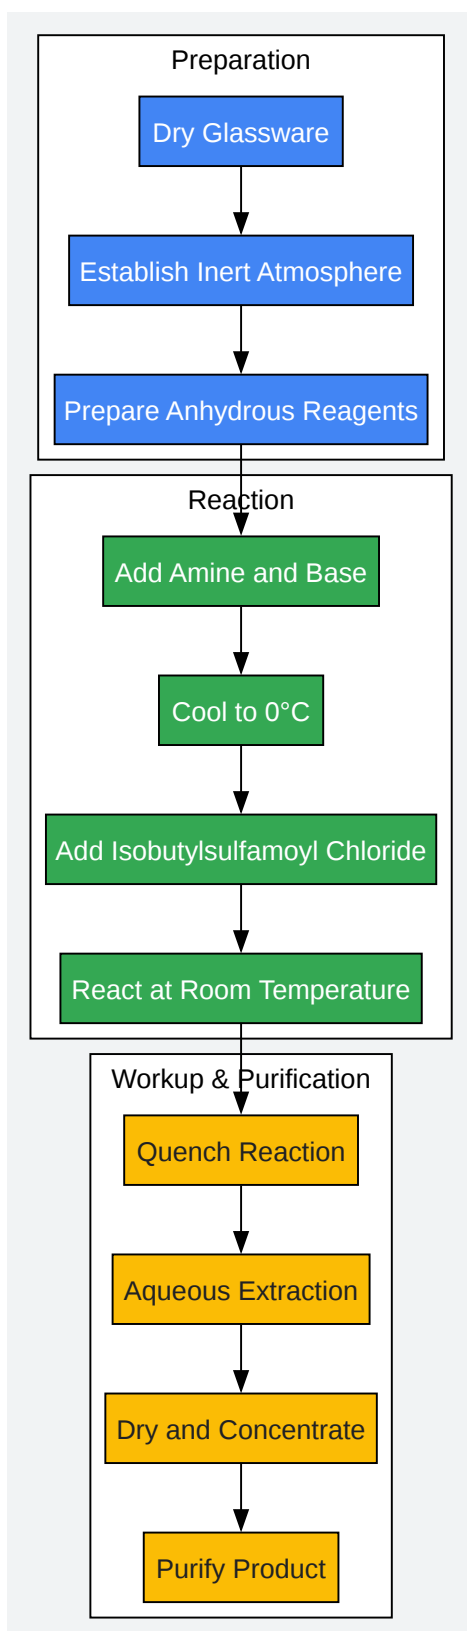 Preparation
Dry Glassware
Establish Inert Atmosphere
Prepare Anhydrous Reagents
Reaction
Add Amine and Base
Cool to 0°C
Add Isobutylsulfamoyl Chloride
React at Room Temperature
Workup & Purification
Quench Reaction
Aqueous Extraction
Dry and Concentrate
Purify Product